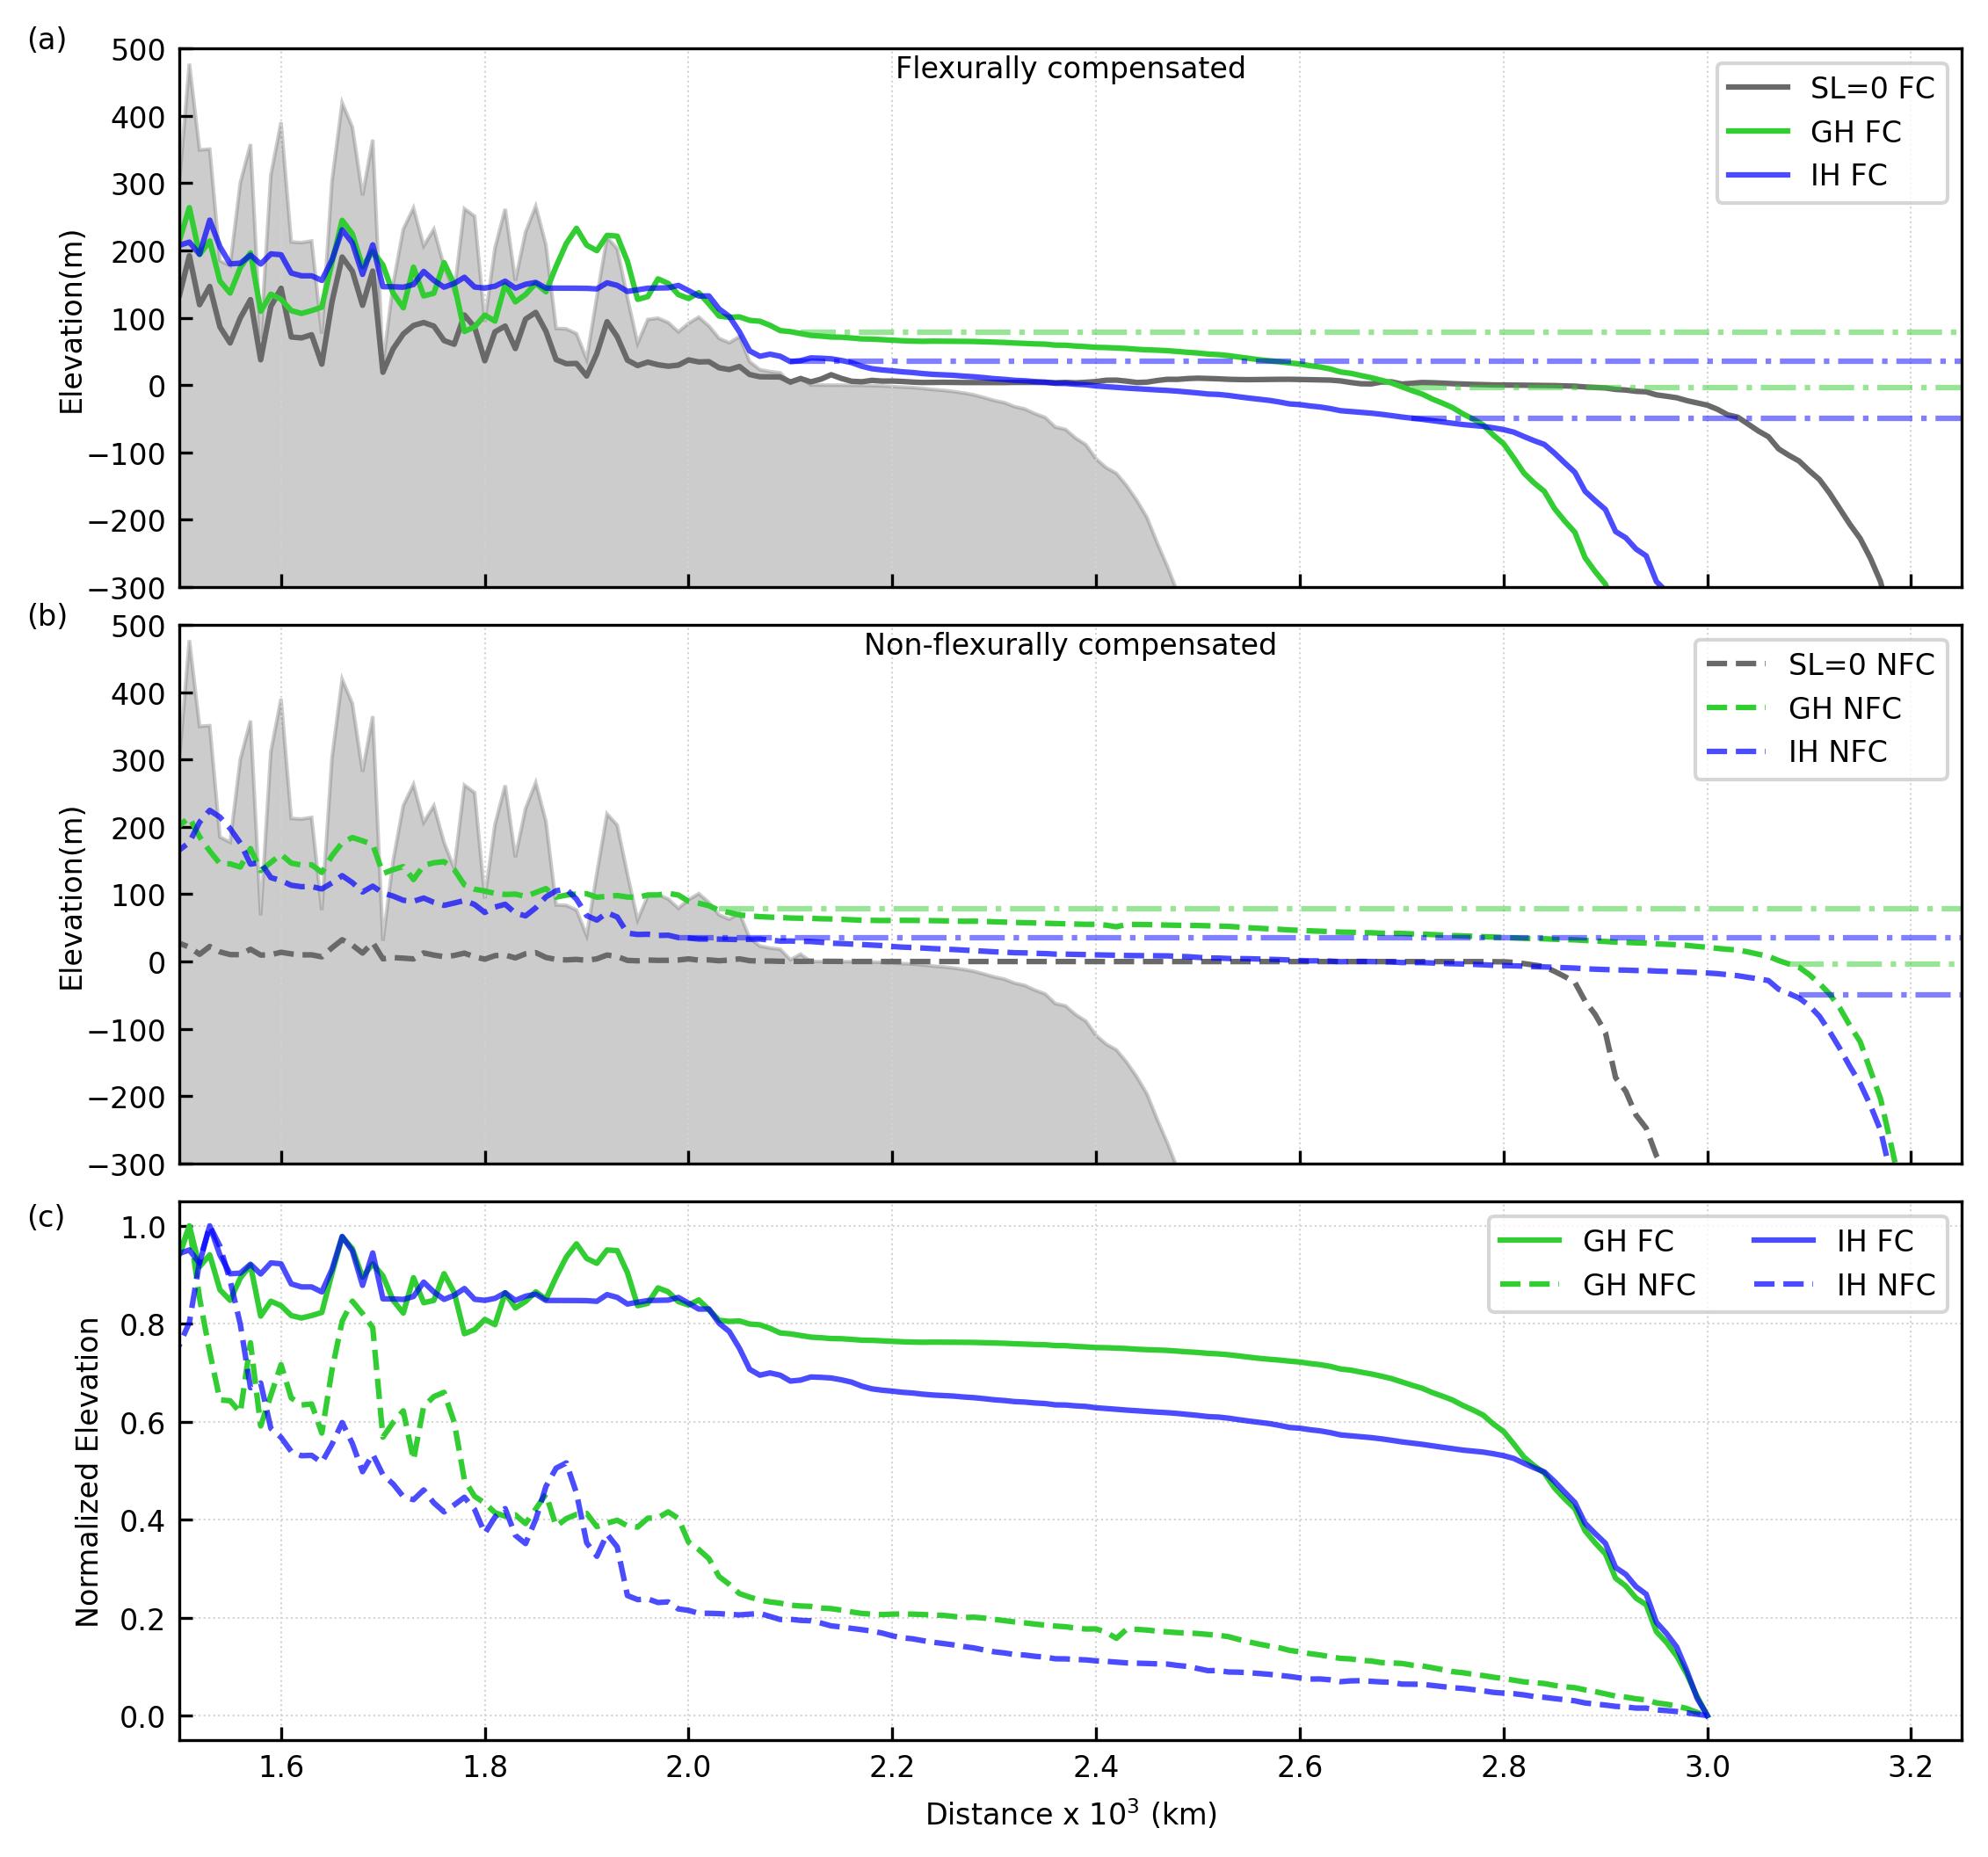 (a)
Flexurally compensated
500
400
300
200
100
0
−100
−200
−300
Elevation(m)
SL=0 FC
GH FC
IH FC
(b)
Non-flexurally compensated
500
400
300
200
100
0
−100
−200
−300
Elevation(m)
SL=0 NFC
GH NFC
IH NFC
(c)
1.0
0.8
0.6
0.4
0.2
0.0
Normalized Elevation
GH FC IH FC
GH NFC IH NFC
1.6 1.8 2.0 2.2 2.4 2.6 2.8 3.0 3.2
Distance x 10³ (km)